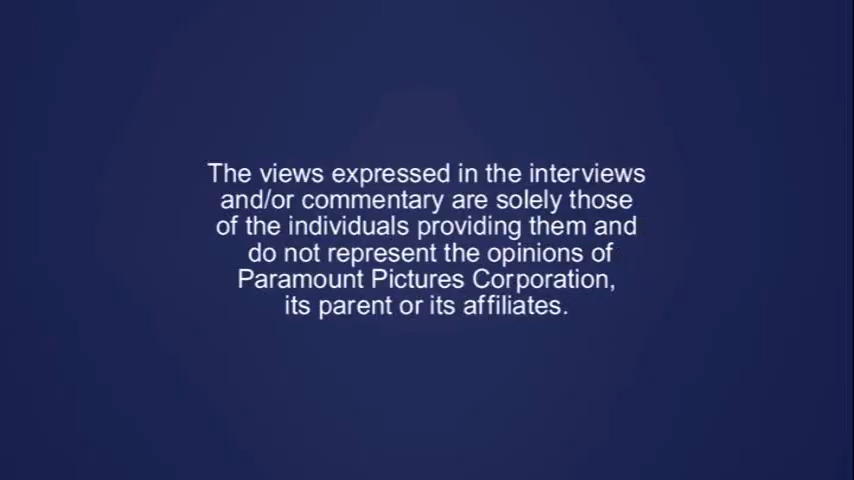 The views expressed in the interviews
and/or commentary are solely those
of the individuals providing them and
do not represent the opinions of
Paramount Pictures Corporation,
its parent or its affiliates.